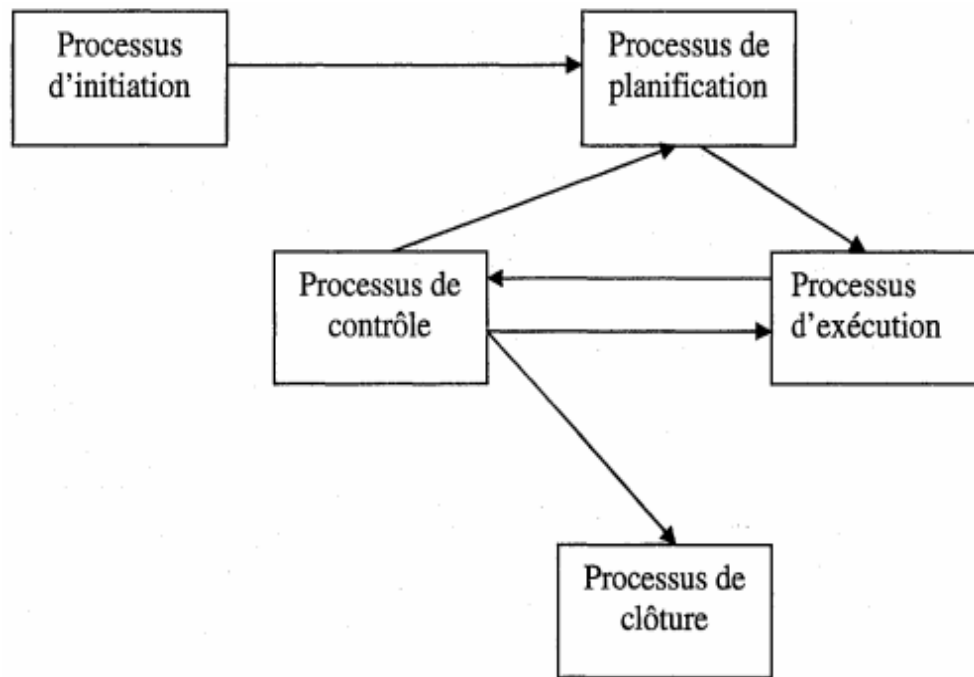 Processus
d'initiation
Processus de
planification
Processus de
contrôle
Processus
d'exécution
Processus de
clôture